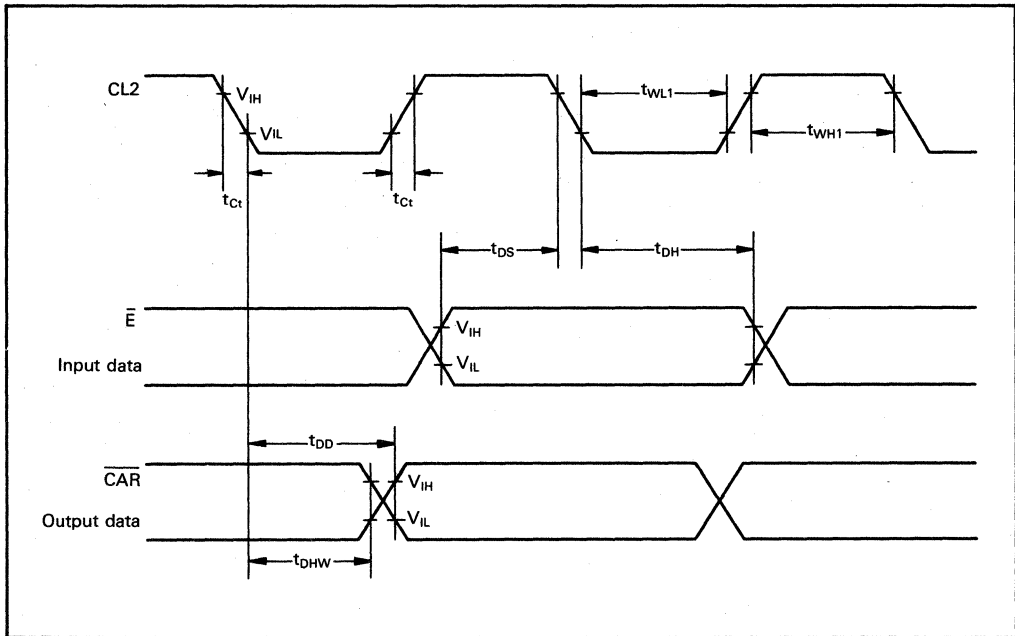 CL2
VIH
VIL
tWL1
tWH1
tCt
tCt
tDS
tDH
E̅
Input data
VIH
VIL
tDD
C̅A̅R̅
Output data
VIH
VIL
tDHW